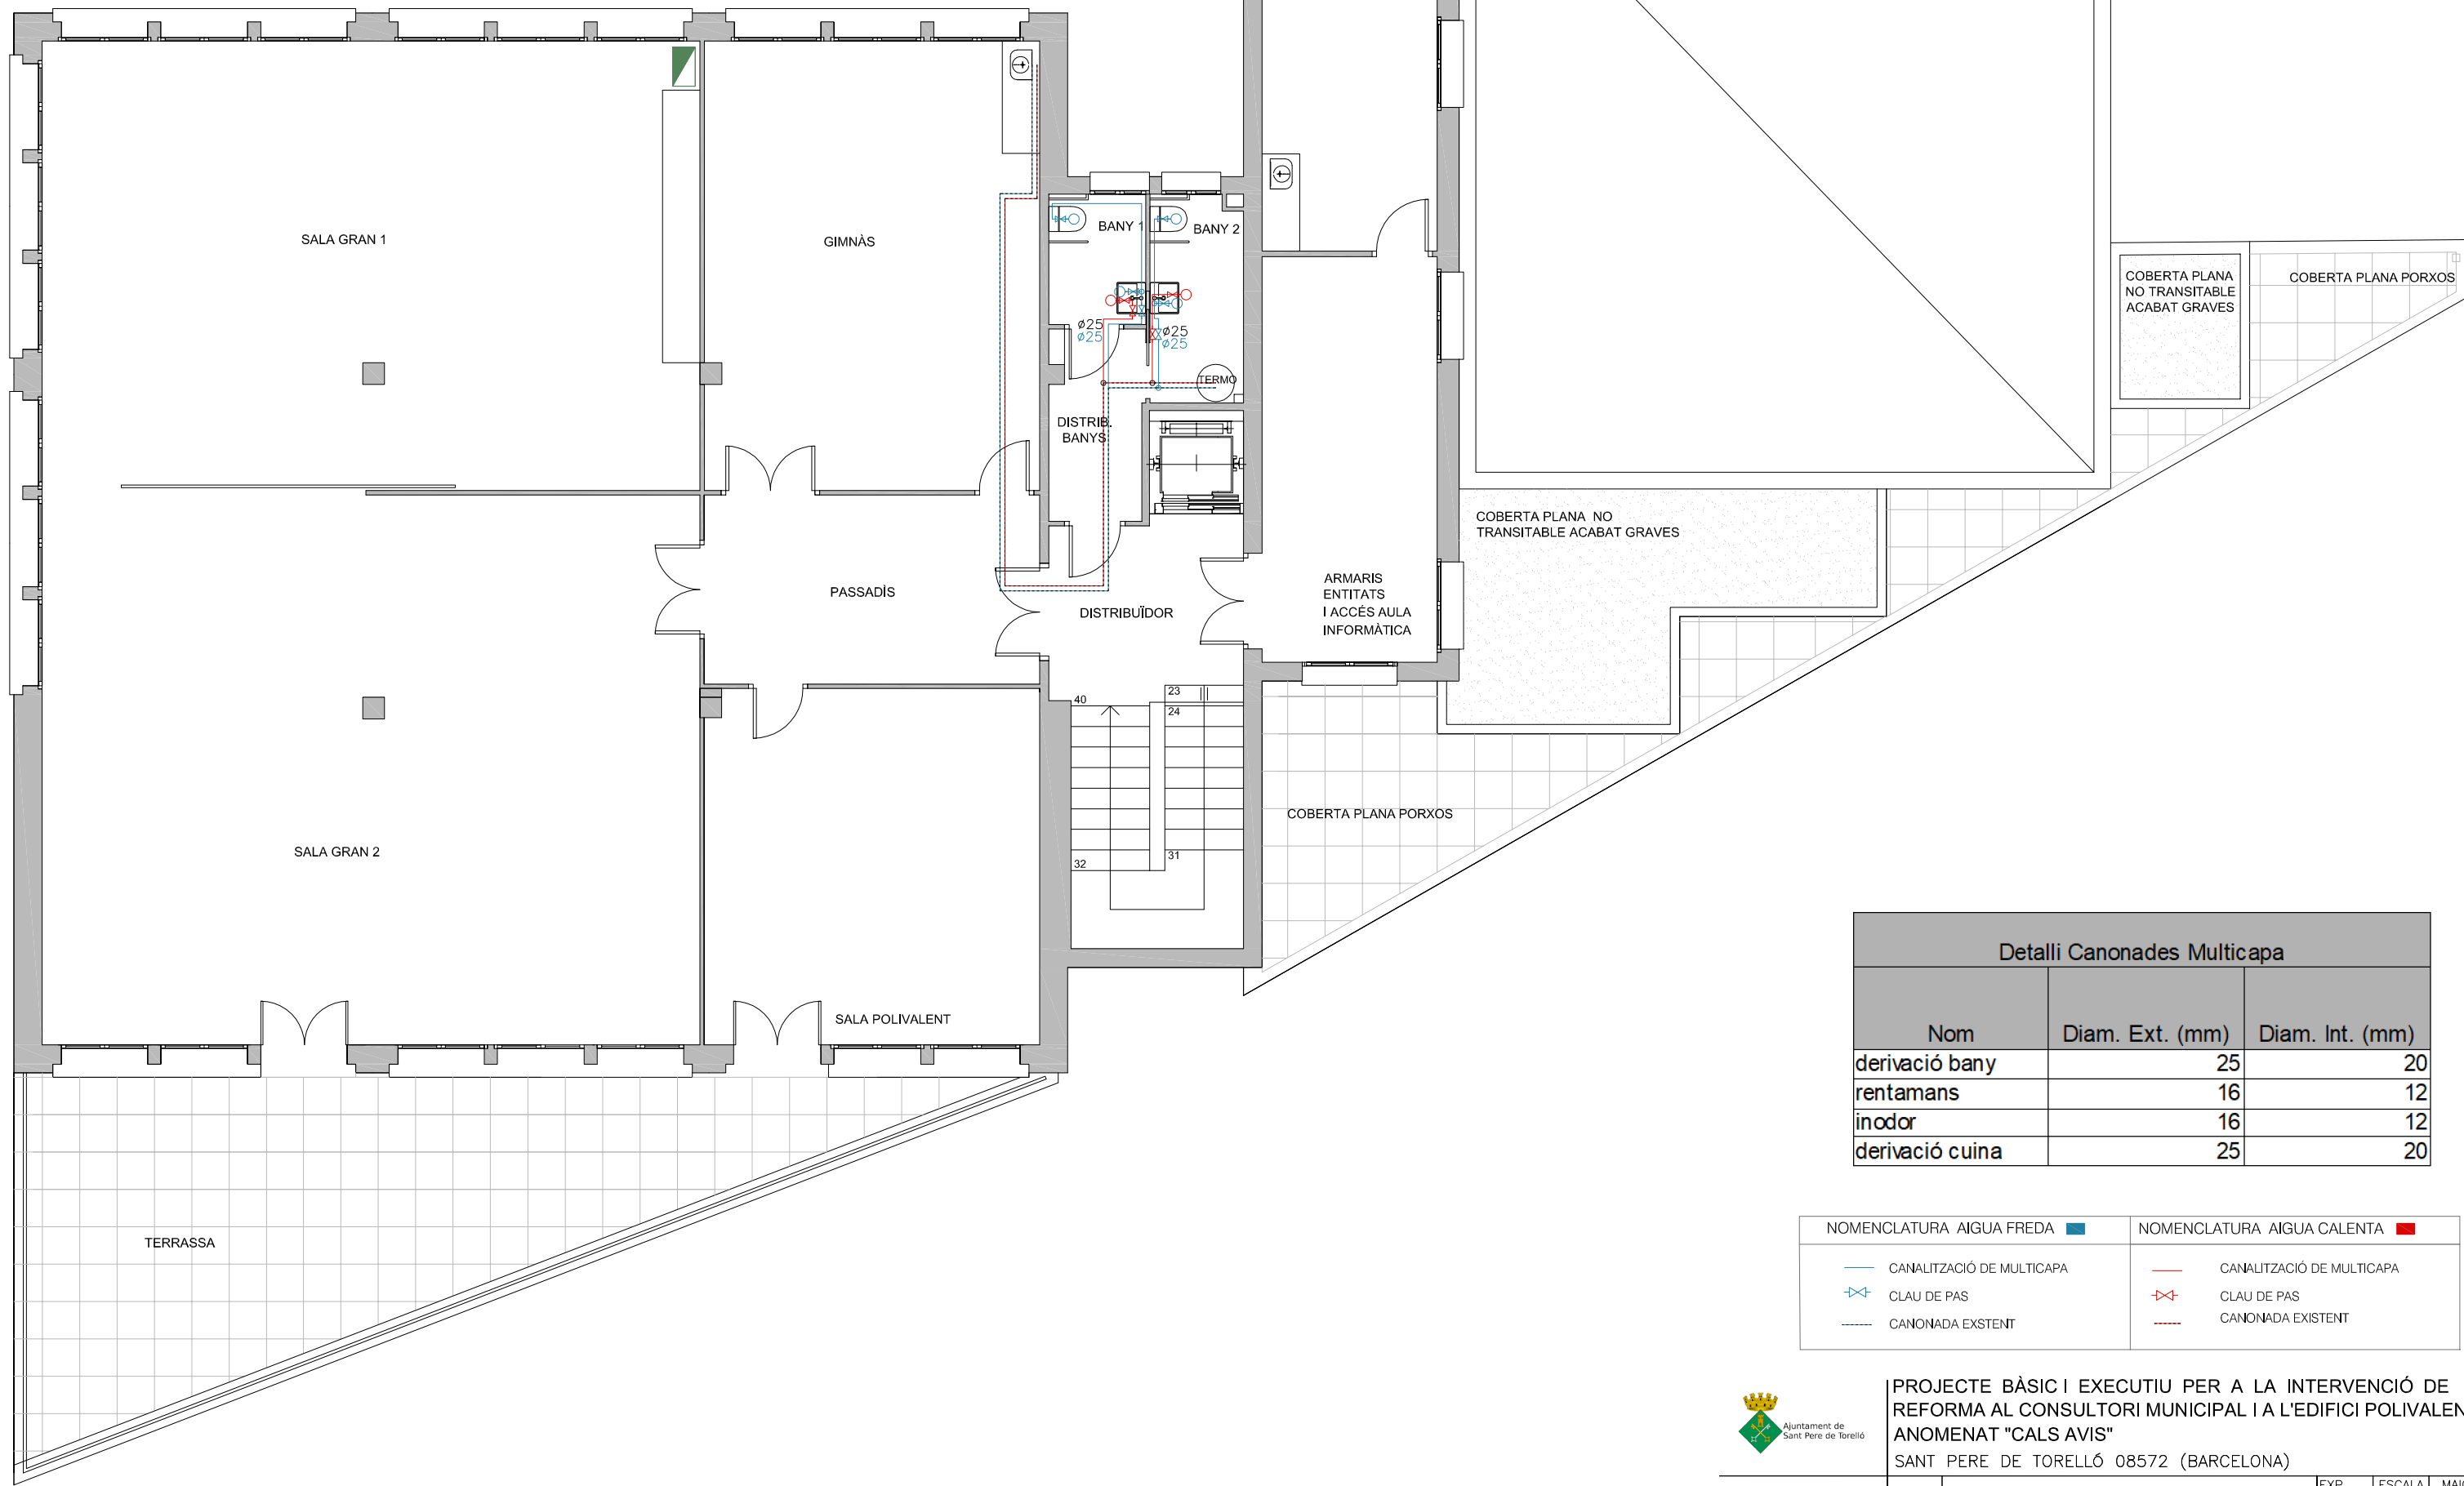 SALA GRAN 1
GIMNÀS
BANY 1
BANY 2
ø25
ø25
ø25
ø25
TERMO
DISTRIB.
BANYS
COBERTA PLANA
NO TRANSITABLE
ACABAT GRAVES
COBERTA PLANA PORXOS
COBERTA PLANA NO
TRANSITABLE ACABAT GRAVES
PASSADÌS
DISTRIBUÏDOR
ARMARIS
ENTITATS
I ACCÉS AULA
INFORMÀTICA
40
23
24
32
31
COBERTA PLANA PORXOS
SALA GRAN 2
SALA POLIVALENT
TERRASSA
Detalli Canonades Multicapa
Nom Diam. Ext. (mm) Diam. Int. (mm)
derivació bany 25 20
rentamans 16 12
inodor 16 12
derivació cuina 25 20
NOMENCLATURA AIGUA FREDA
CANALITZACIÓ DE MULTICAPA
CLAU DE PAS
CANONADA EXSTENT
NOMENCLATURA AIGUA CALENTA
CANALITZACIÓ DE MULTICAPA
CLAU DE PAS
CANONADA EXISTENT
Ajuntament de
Sant Pere de Torelló
PROJECTE BÀSIC I EXECUTIU PER A LA INTERVENCIÓ DE
REFORMA AL CONSULTORI MUNICIPAL I A L'EDIFICI POLIVALEN
ANOMENAT "CALS AVIS"
SANT PERE DE TORELLÓ 08572 (BARCELONA)
EXP. ESCALA